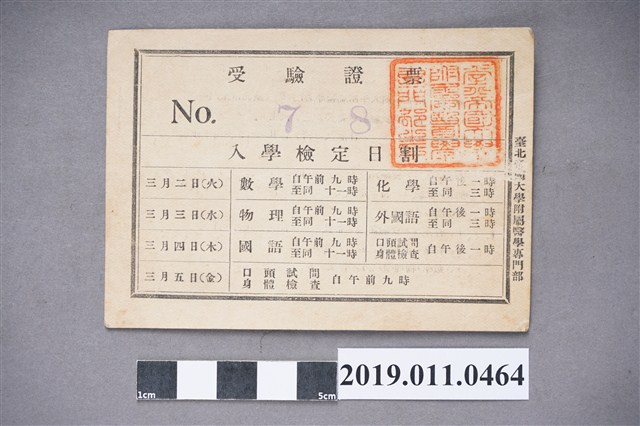 受驗證票
No. 7 8
入學檢定日割
三月二日(火) 數學 自午前九時 至同十一時 化學 自午後一時 至同三時
三月三日(水) 物理 自午前九時 至同十一時 外國語 自午後一時 至同三時
三月四日(木) 國語 自午前九時 至同十一時 口頭試問 身體檢查 自午後一時
三月五日(金) 口頭試問 身體檢查 自午前九時
臺北帝國大學附屬醫學專門部
1cm 5cm
2019.011.0464